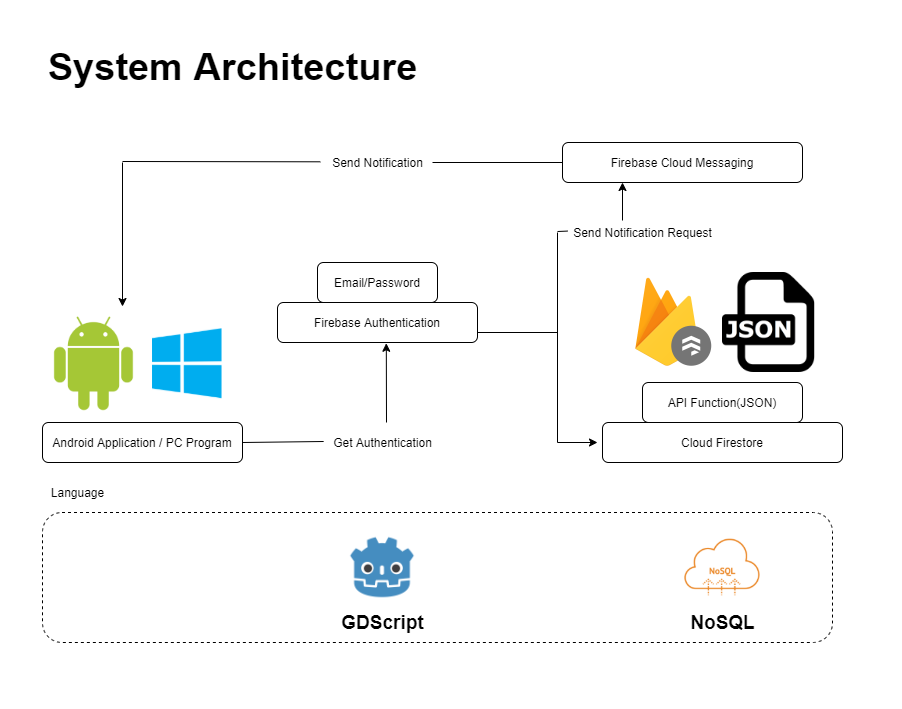 System Architecture
Send Notification
Firebase Cloud Messaging
Send Notification Request
Email/Password
Firebase Authentication
JSON
API Function(JSON)
Android Application / PC Program
Get Authentication
Cloud Firestore
Language
NoSQL
GDScript
NoSQL